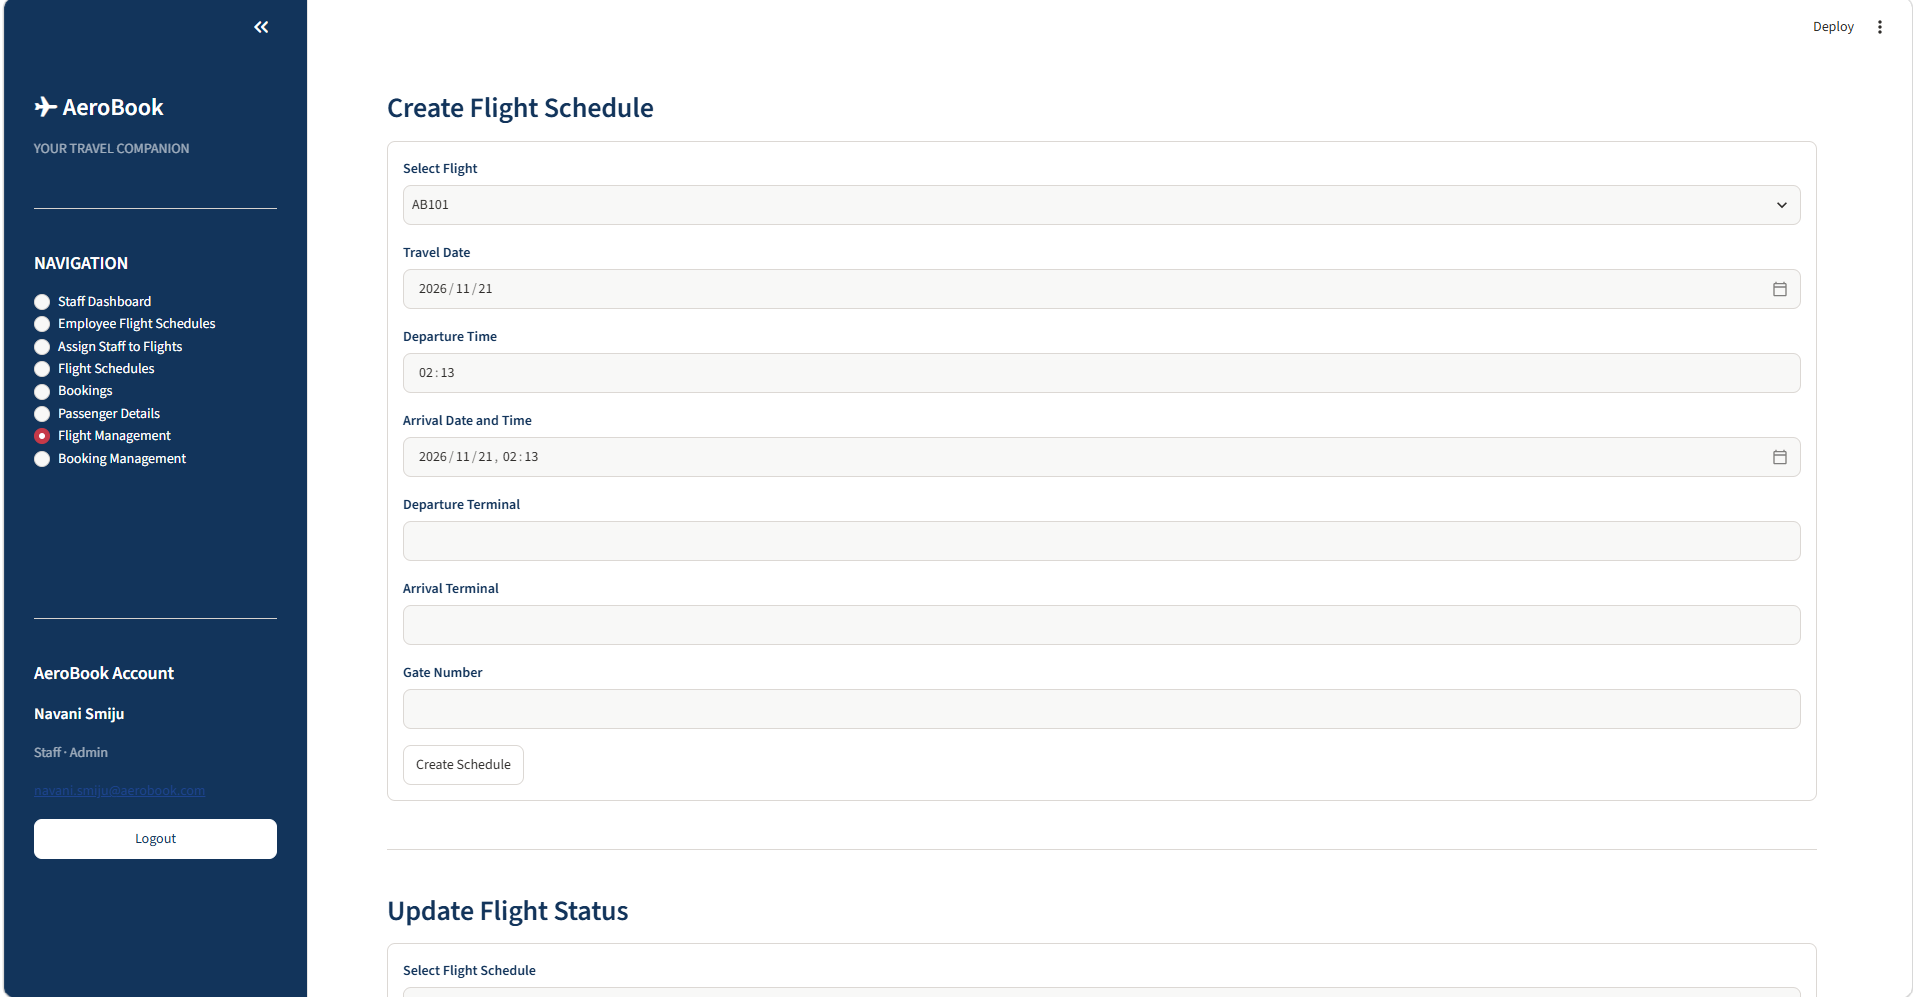 Deploy
AeroBook
YOUR TRAVEL COMPANION
NAVIGATION
Staff Dashboard
Employee Flight Schedules
Assign Staff to Flights
Flight Schedules
Bookings
Passenger Details
Flight Management
Booking Management
AeroBook Account
Navani Smiju
Staff · Admin
navani.smiju@aerobook.com
Logout
Create Flight Schedule
Select Flight
AB101
Travel Date
2026/11/21
Departure Time
02:13
Arrival Date and Time
2026/11/21, 02:13
Departure Terminal
Arrival Terminal
Gate Number
Create Schedule
Update Flight Status
Select Flight Schedule